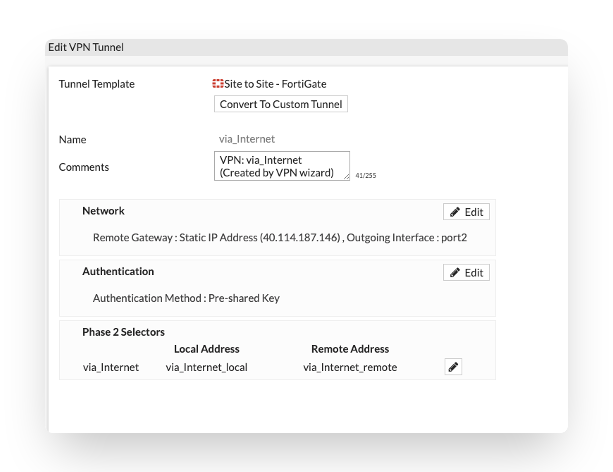 Edit VPN Tunnel
Tunnel Template Site to Site - FortiGate
Convert To Custom Tunnel
Name via_Internet
Comments VPN: via_Internet
(Created by VPN wizard) 41/255
Network Edit
Remote Gateway : Static IP Address (40.114.187.146) , Outgoing Interface : port2
Authentication Edit
Authentication Method : Pre-shared Key
Phase 2 Selectors
Local Address Remote Address
via_Internet via_Internet_local via_Internet_remote